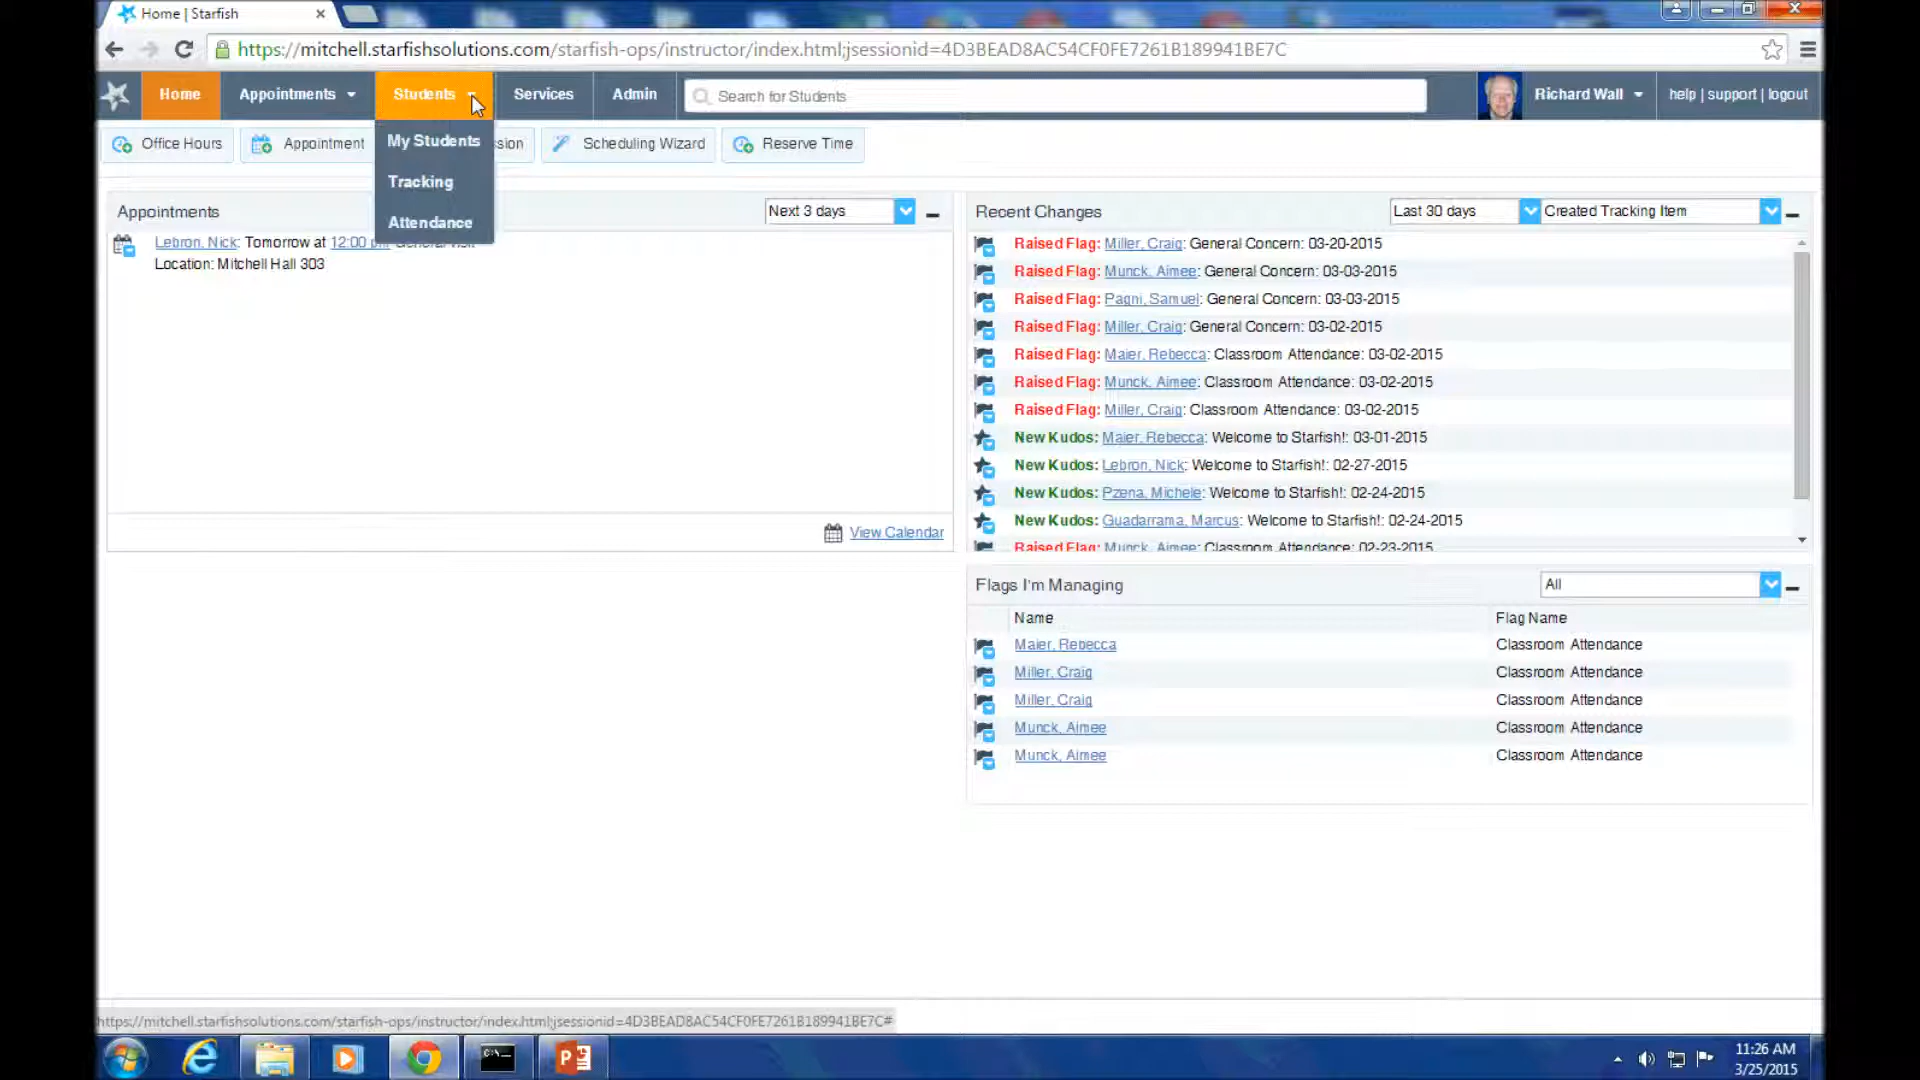 Home | Starfish
https://mitchell.starfishsolutions.com/starfish-ops/instructor/index.html;jsessionid=4D3BEAD8AC54CF0FE7261B189941BE7C
Home
Appointments
Students
Services
Admin
Search for Students
Richard Wall
help | support | logout
My Students
Tracking
Attendance
Office Hours
Appointment
Scheduling Wizard
Reserve Time
Appointments
Next 3 days
Lebron, Nick: Tomorrow at 12:00
Location: Mitchell Hall 303
View Calendar
Recent Changes
Last 30 days
Created Tracking Item
Raised Flag: Miller, Craig: General Concern: 03-20-2015
Raised Flag: Munck, Aimee: General Concern: 03-03-2015
Raised Flag: Pagni, Samuel: General Concern: 03-03-2015
Raised Flag: Miller, Craig: General Concern: 03-02-2015
Raised Flag: Maier, Rebecca: Classroom Attendance: 03-02-2015
Raised Flag: Munck, Aimee: Classroom Attendance: 03-02-2015
Raised Flag: Miller, Craig: Classroom Attendance: 03-02-2015
New Kudos: Maier, Rebecca: Welcome to Starfish!: 03-01-2015
New Kudos: Lebron, Nick: Welcome to Starfish!: 02-27-2015
New Kudos: Pzena, Michele: Welcome to Starfish!: 02-24-2015
New Kudos: Guadarrama, Marcus: Welcome to Starfish!: 02-24-2015
Raised Flag: Munck, Aimee: Classroom Attendance: 02-23-2015
Flags I'm Managing
All
Name
Flag Name
Maier, Rebecca
Classroom Attendance
Miller, Craig
Classroom Attendance
Miller, Craig
Classroom Attendance
Munck, Aimee
Classroom Attendance
Munck, Aimee
Classroom Attendance
https://mitchell.starfishsolutions.com/starfish-ops/instructor/index.html;jsessionid=4D3BEAD8AC54CF0FE7261B189941BE7C#
11:26 AM
3/25/2015